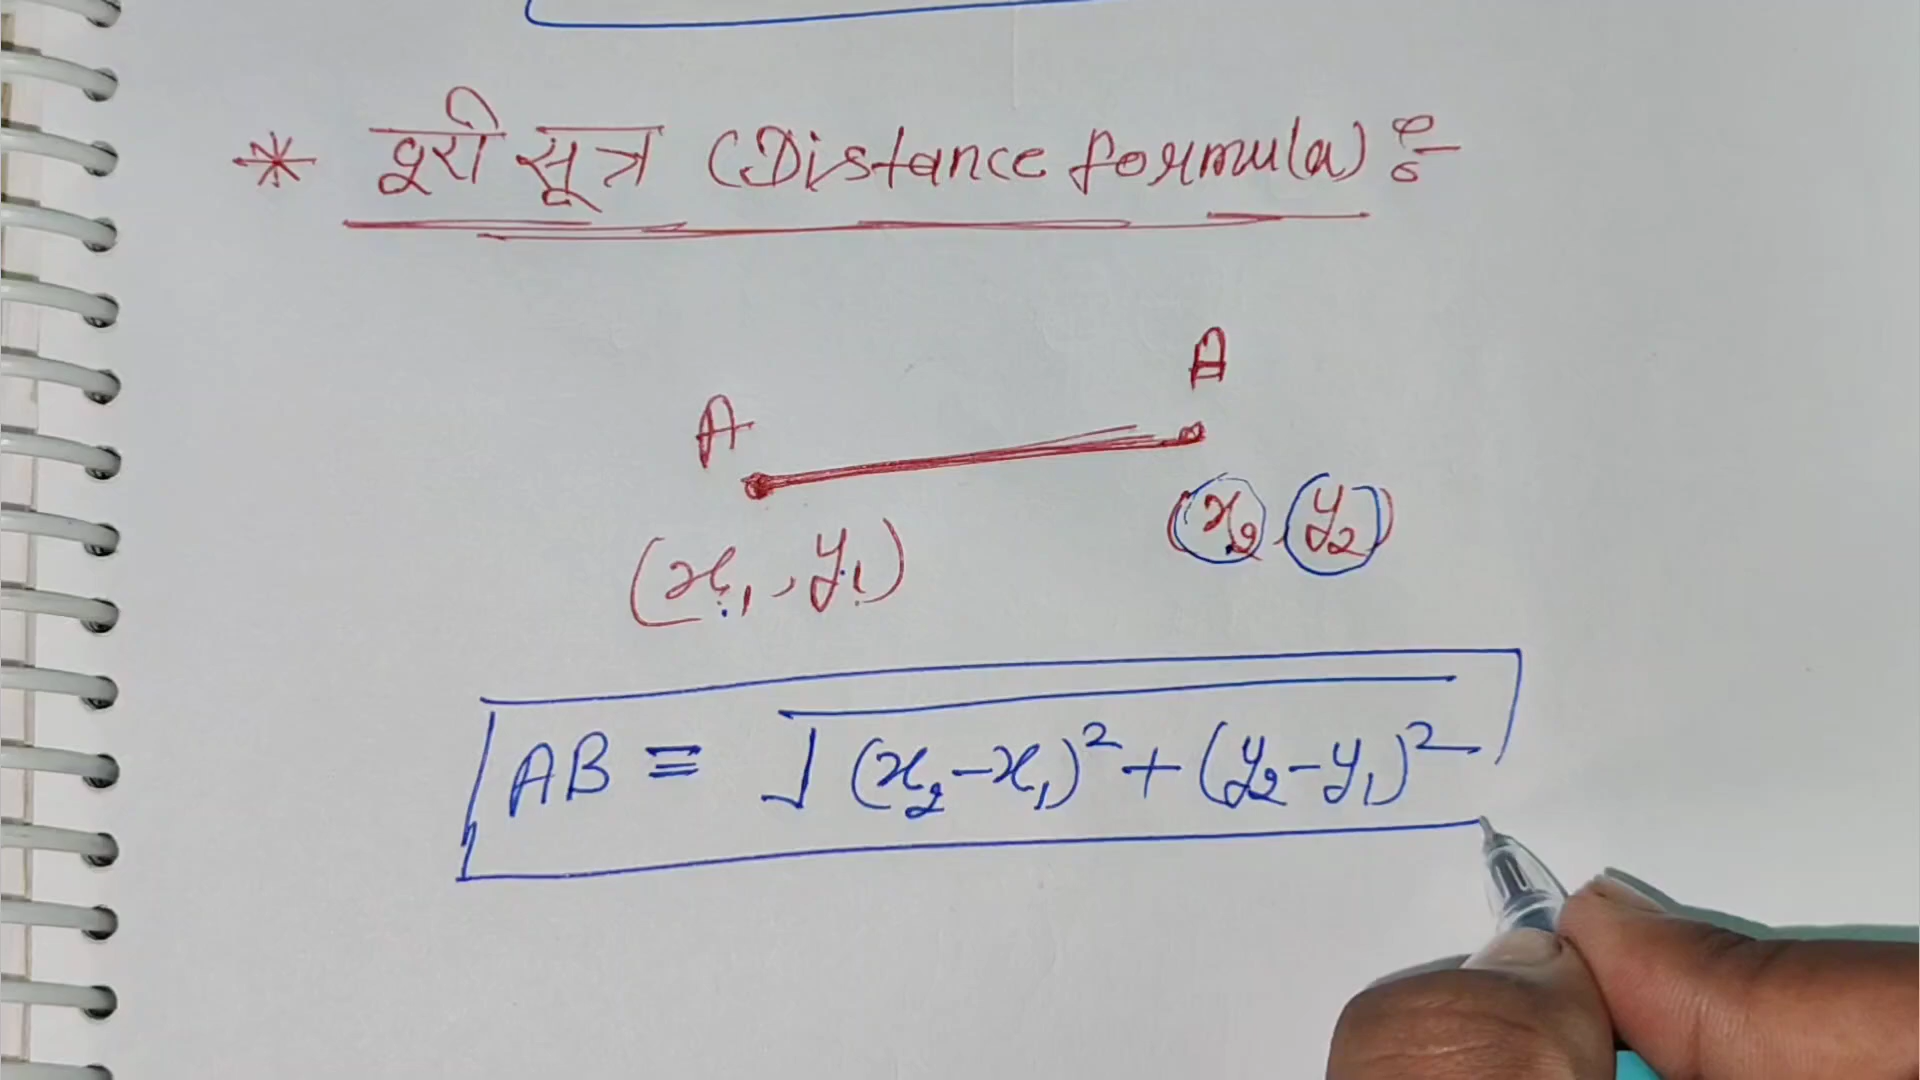 * दूरी सूत्र (Distance formula) :-
A
B
(x₁, y₁)
(x₂, y₂)
AB = √(x₂-x₁)²+(y₂-y₁)²